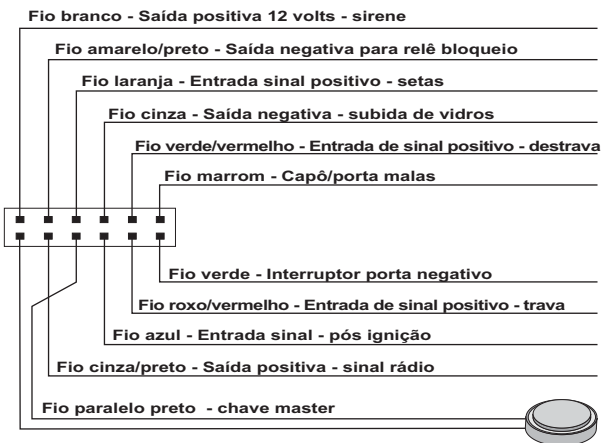 Fio branco - Saída positiva 12 volts - sirene
Fio amarelo/preto - Saída negativa para relê bloqueio
Fio laranja - Entrada sinal positivo - setas
Fio cinza - Saída negativa - subida de vidros
Fio verde/vermelho - Entrada de sinal positivo - destrava
Fio marrom - Capô/porta malas
Fio verde - Interruptor porta negativo
Fio roxo/vermelho - Entrada de sinal positivo - trava
Fio azul - Entrada sinal - pós ignição
Fio cinza/preto - Saída positiva - sinal rádio
Fio paralelo preto - chave master